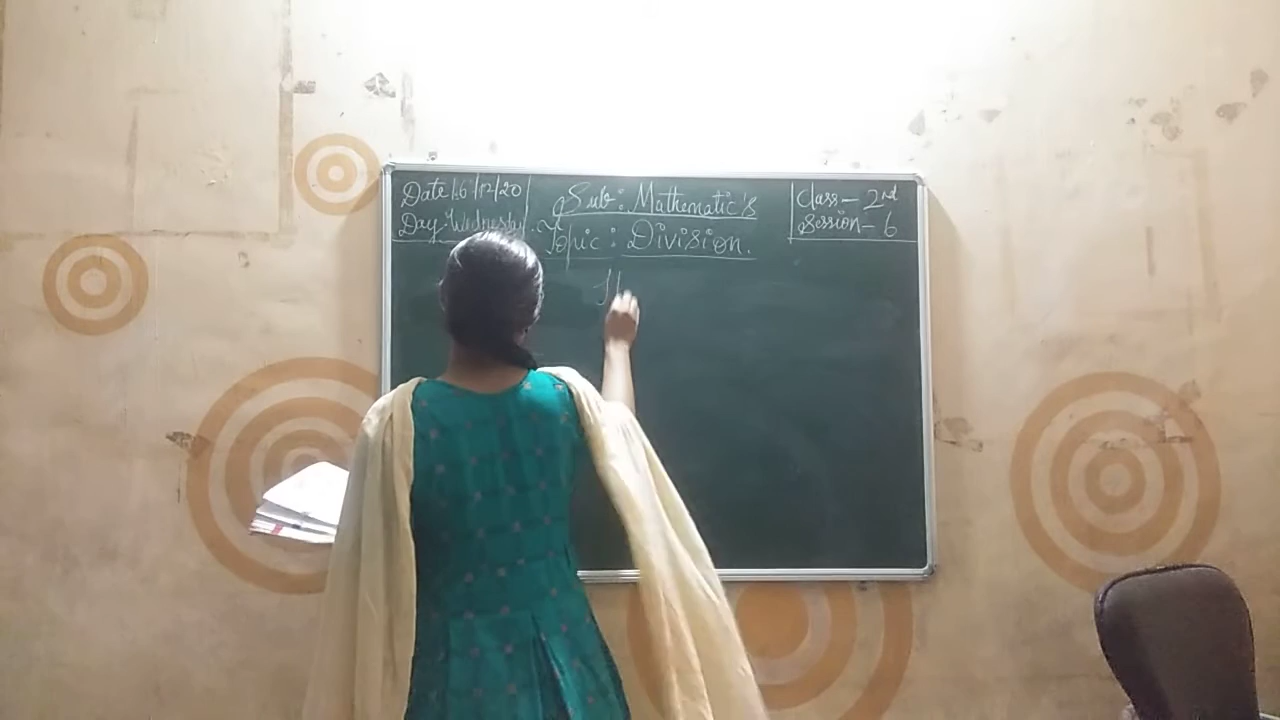 Date 16/12/20
Day Wednesday.
Sub: Mathematic's
Topic: Division.
Class - 2nd
Session - 6